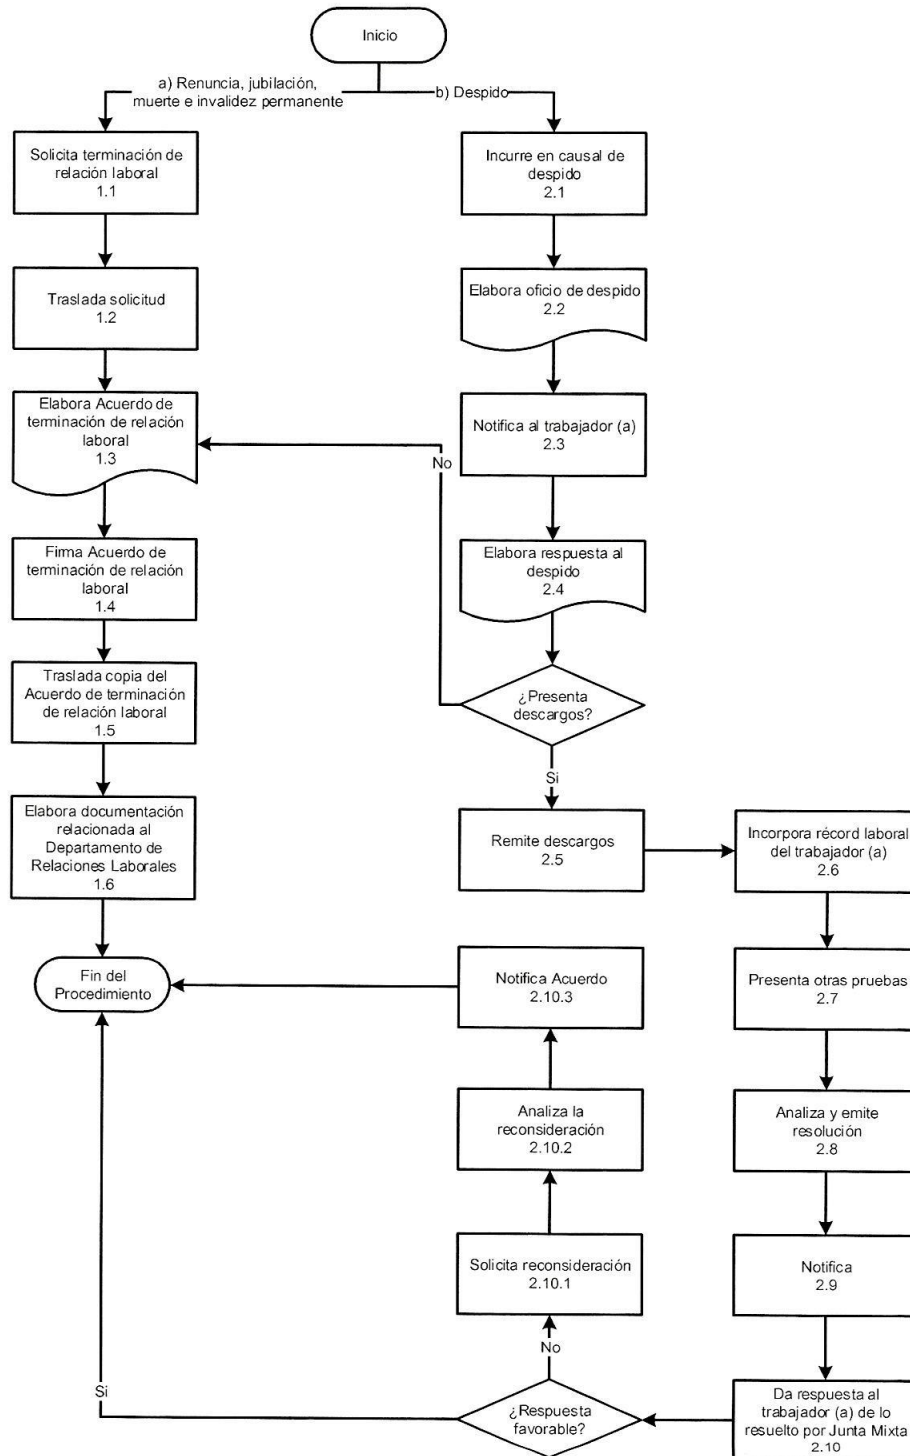 Inicio
a) Renuncia, jubilación,
muerte e invalidez permanente
b) Despido
Solicita terminación de
relación laboral
1.1
Incurre en causal de
despido
2.1
Traslada solicitud
1.2
Elabora oficio de despido
2.2
Elabora Acuerdo de
terminación de relación
laboral
1.3
Notifica al trabajador (a)
2.3
No
Firma Acuerdo de
terminación de relación
laboral
1.4
Elabora respuesta al
despido
2.4
Traslada copia del
Acuerdo de terminación
de relación laboral
1.5
¿Presenta
descargos?
Si
Elabora documentación
relacionada al
Departamento de
Relaciones Laborales
1.6
Remite descargos
2.5
Incorpora récord laboral
del trabajador (a)
2.6
Fin del
Procedimiento
Notifica Acuerdo
2.10.3
Presenta otras pruebas
2.7
Analiza la
reconsideración
2.10.2
Analiza y emite
resolución
2.8
Solicita reconsideración
2.10.1
Notifica
2.9
No
Si
¿Respuesta
favorable?
Da respuesta al
trabajador (a) de lo
resuelto por Junta Mixta
2.10